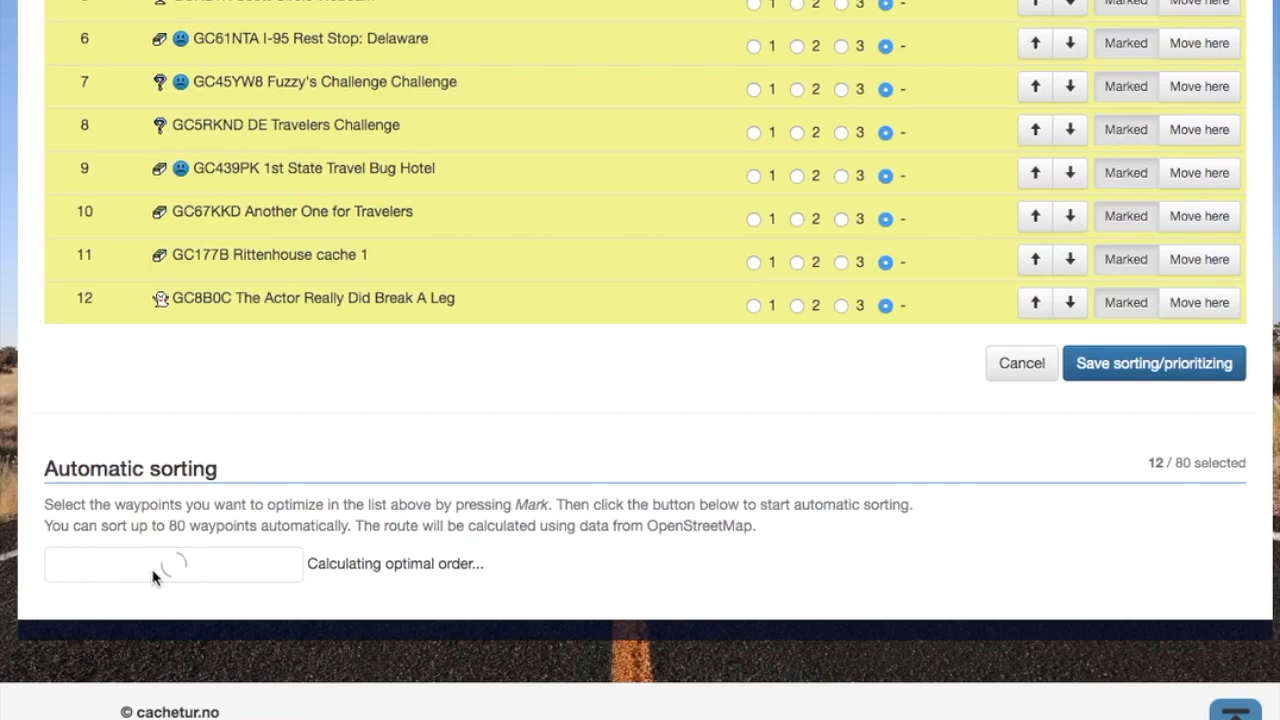 1 2 3 - Marked Move here
6 GC61NTA I-95 Rest Stop: Delaware 1 2 3 - Marked Move here
7 GC45YW8 Fuzzy's Challenge Challenge 1 2 3 - Marked Move here
8 GC5RKND DE Travelers Challenge 1 2 3 - Marked Move here
9 GC439PK 1st State Travel Bug Hotel 1 2 3 - Marked Move here
10 GC67KKD Another One for Travelers 1 2 3 - Marked Move here
11 GC177B Rittenhouse cache 1 1 2 3 - Marked Move here
12 GC8B0C The Actor Really Did Break A Leg 1 2 3 - Marked Move here
Cancel Save sorting/prioritizing
Automatic sorting 12 / 80 selected
Select the waypoints you want to optimize in the list above by pressing Mark. Then click the button below to start automatic sorting.
You can sort up to 80 waypoints automatically. The route will be calculated using data from OpenStreetMap.
Calculating optimal order...
© cachetur.no